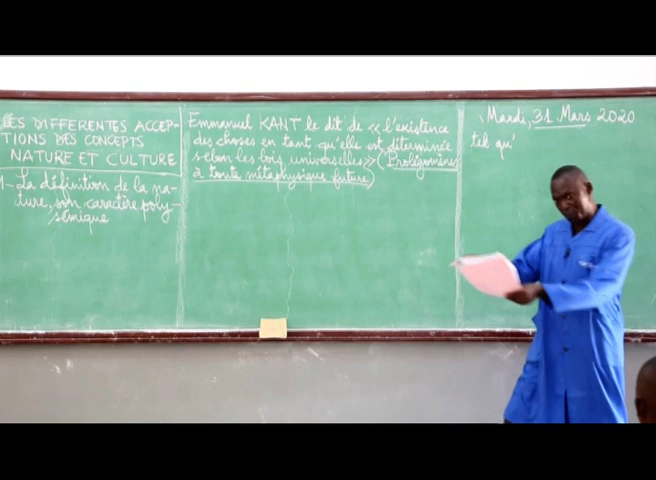 LES DIFFERENTES ACCEP-
TIONS DES CONCEPTS
NATURE ET CULTURE
1- La définition de la na-
ture, son caractère poly-
sémique
Emmanuel KANT le dit de « l'existence
des choses en tant qu'elle est déterminée
selon les lois universelles » (Prolégomènes
à toute métaphysique future)
Mardi, 31 Mars 2020
tel qu'